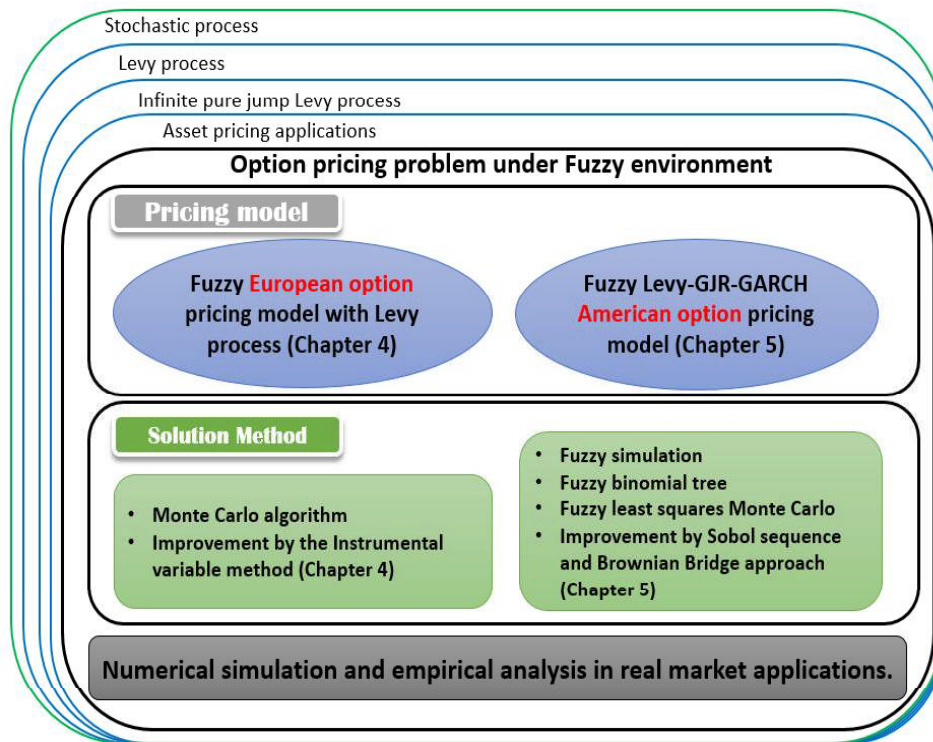 Stochastic process
Levy process
Infinite pure jump Levy process
Asset pricing applications
Option pricing problem under Fuzzy environment
Pricing model
Fuzzy European option
pricing model with Levy
process (Chapter 4)
Fuzzy Levy-GJR-GARCH
American option pricing
model (Chapter 5)
Solution Method
• Monte Carlo algorithm
• Improvement by the Instrumental
variable method (Chapter 4)
• Fuzzy simulation
• Fuzzy binomial tree
• Fuzzy least squares Monte Carlo
• Improvement by Sobol sequence
and Brownian Bridge approach
(Chapter 5)
Numerical simulation and empirical analysis in real market applications.